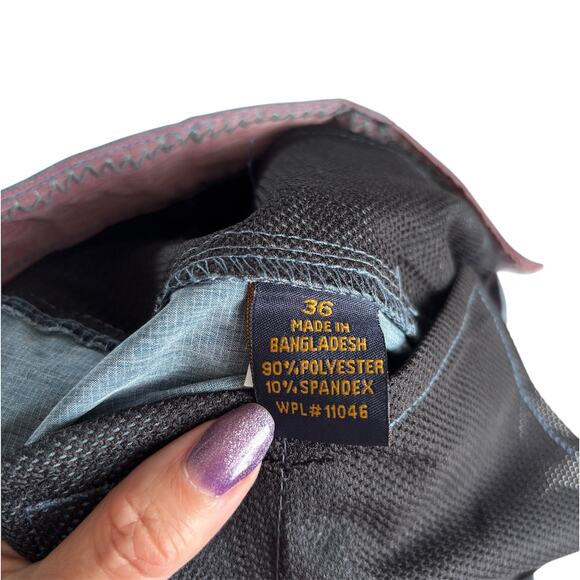 36
MADE IN
BANGLADESH
90% POLYESTER
10% SPANDEX
WPL# 11046